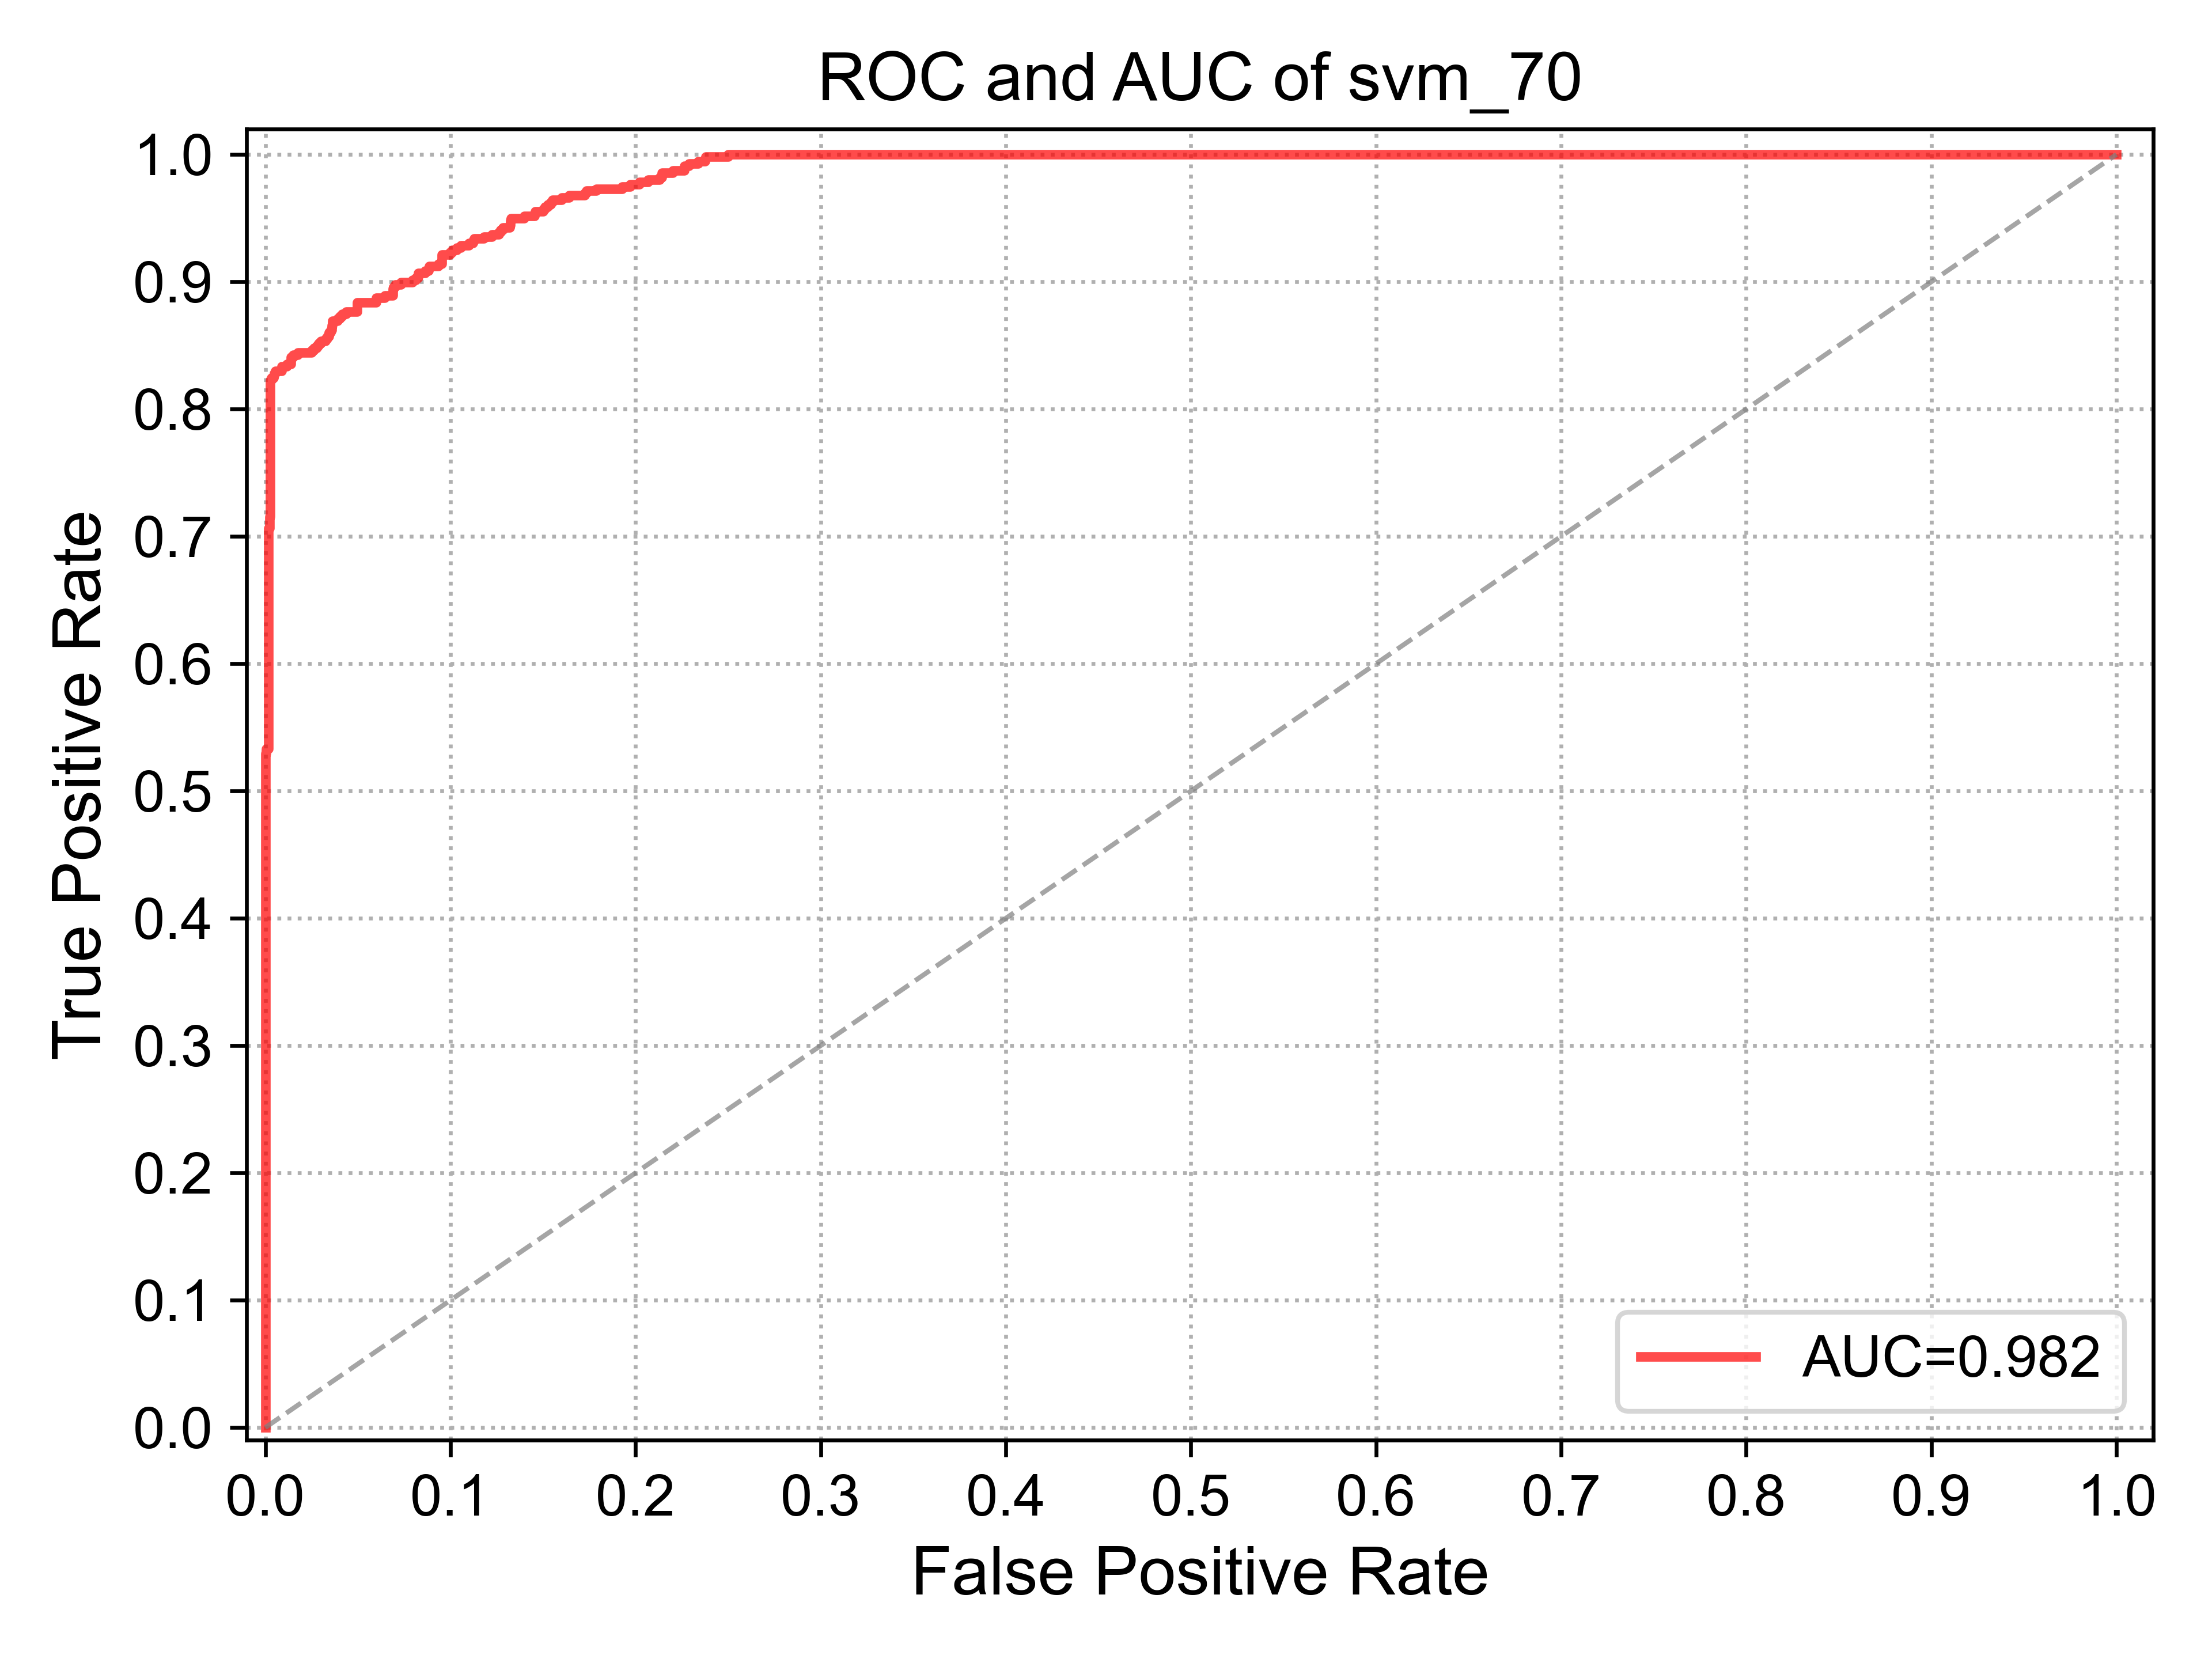 ROC and AUC of svm_70
True Positive Rate
1.0
0.9
0.8
0.7
0.6
0.5
0.4
0.3
0.2
0.1
0.0
AUC=0.982
0.0 0.1 0.2 0.3 0.4 0.5 0.6 0.7 0.8 0.9 1.0
False Positive Rate